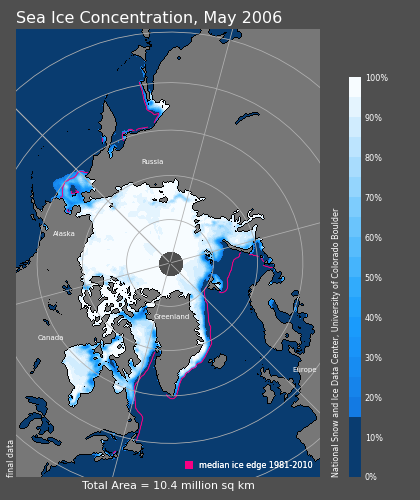 Sea Ice Concentration, May 2006
Russia
Alaska
Greenland
Canada
Europe
median ice edge 1981-2010
final data
Total Area = 10.4 million sq km
100%
90%
80%
70%
60%
50%
40%
30%
20%
10%
0%
National Snow and Ice Data Center, University of Colorado Boulder